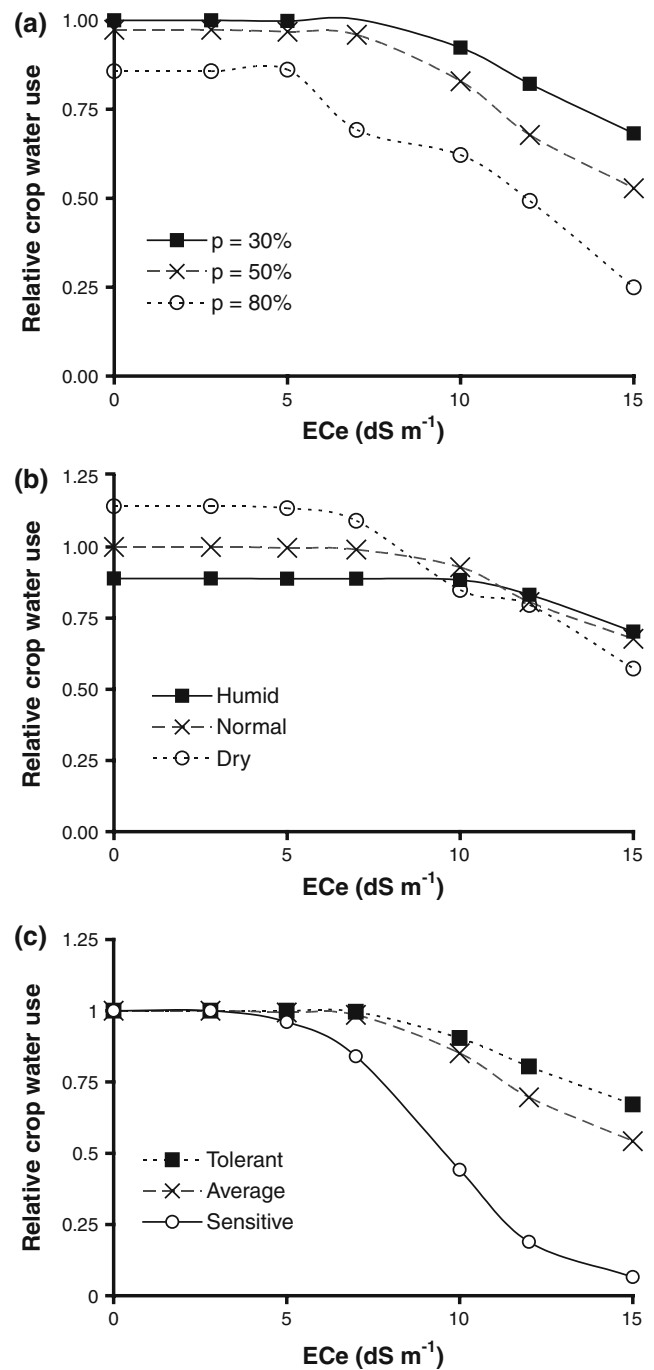 (a)
1.00
0.75
0.50
0.25
0.00
Relative crop water use
p = 30%
p = 50%
p = 80%
0 5 10 15
ECe (dS m⁻¹)
(b)
1.25
1.00
0.75
0.50
0.25
0.00
Relative crop water use
Humid
Normal
Dry
0 5 10 15
ECe (dS m⁻¹)
(c)
1.25
1
0.75
0.5
0.25
0
Relative crop water use
Tolerant
Average
Sensitive
0 5 10 15
ECe (dS m⁻¹)